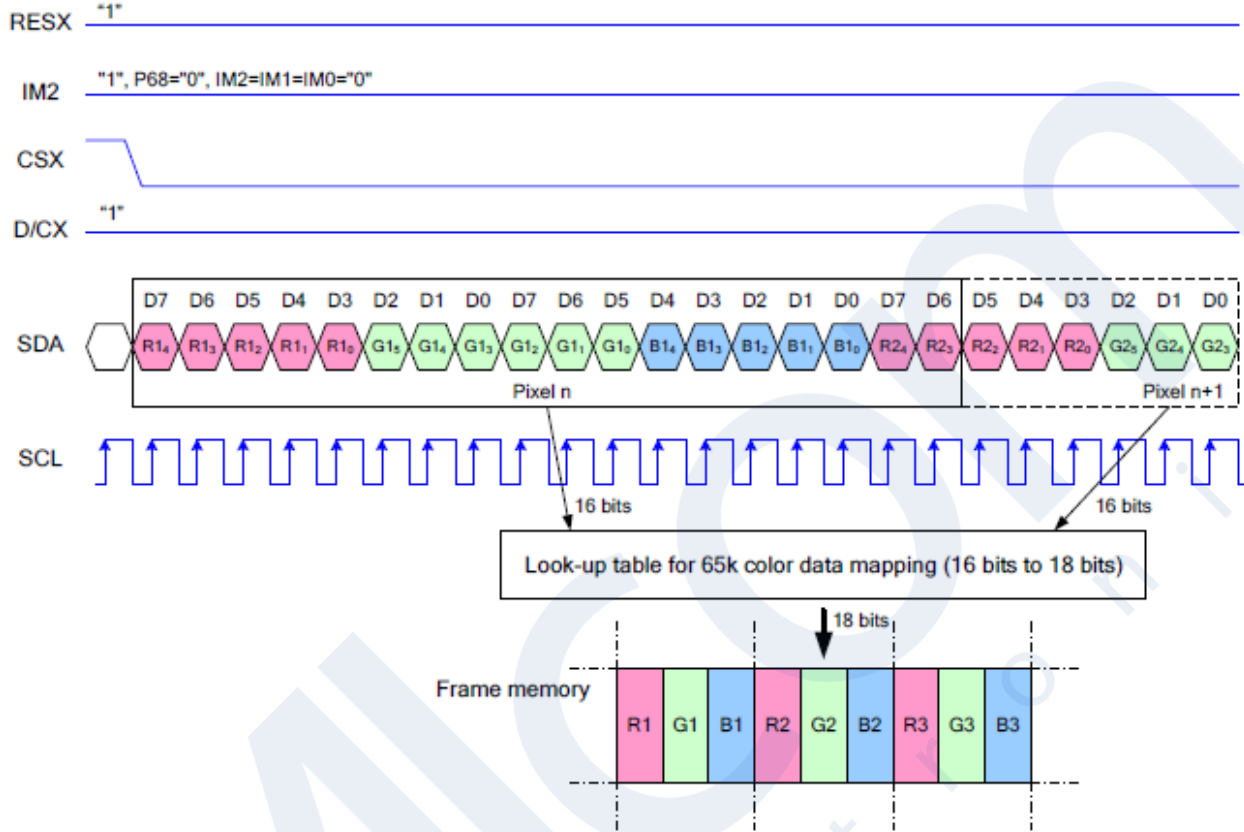 RESX "1"
IM2 "1", P68="0", IM2=IM1=IM0="0"
CSX
D/CX "1"
D7 D6 D5 D4 D3 D2 D1 D0 D7 D6 D5 D4 D3 D2 D1 D0 D7 D6 D5 D4 D3 D2 D1 D0
SDA R1₄ R1₃ R1₂ R1₁ R1₀ G1₅ G1₄ G1₃ G1₂ G1₁ G1₀ B1₄ B1₃ B1₂ B1₁ B1₀ R2₄ R2₃ R2₂ R2₁ R2₀ G2₅ G2₄ G2₃
Pixel n Pixel n+1
SCL
16 bits 16 bits
Look-up table for 65k color data mapping (16 bits to 18 bits)
18 bits
Frame memory
R1 G1 B1 R2 G2 B2 R3 G3 B3